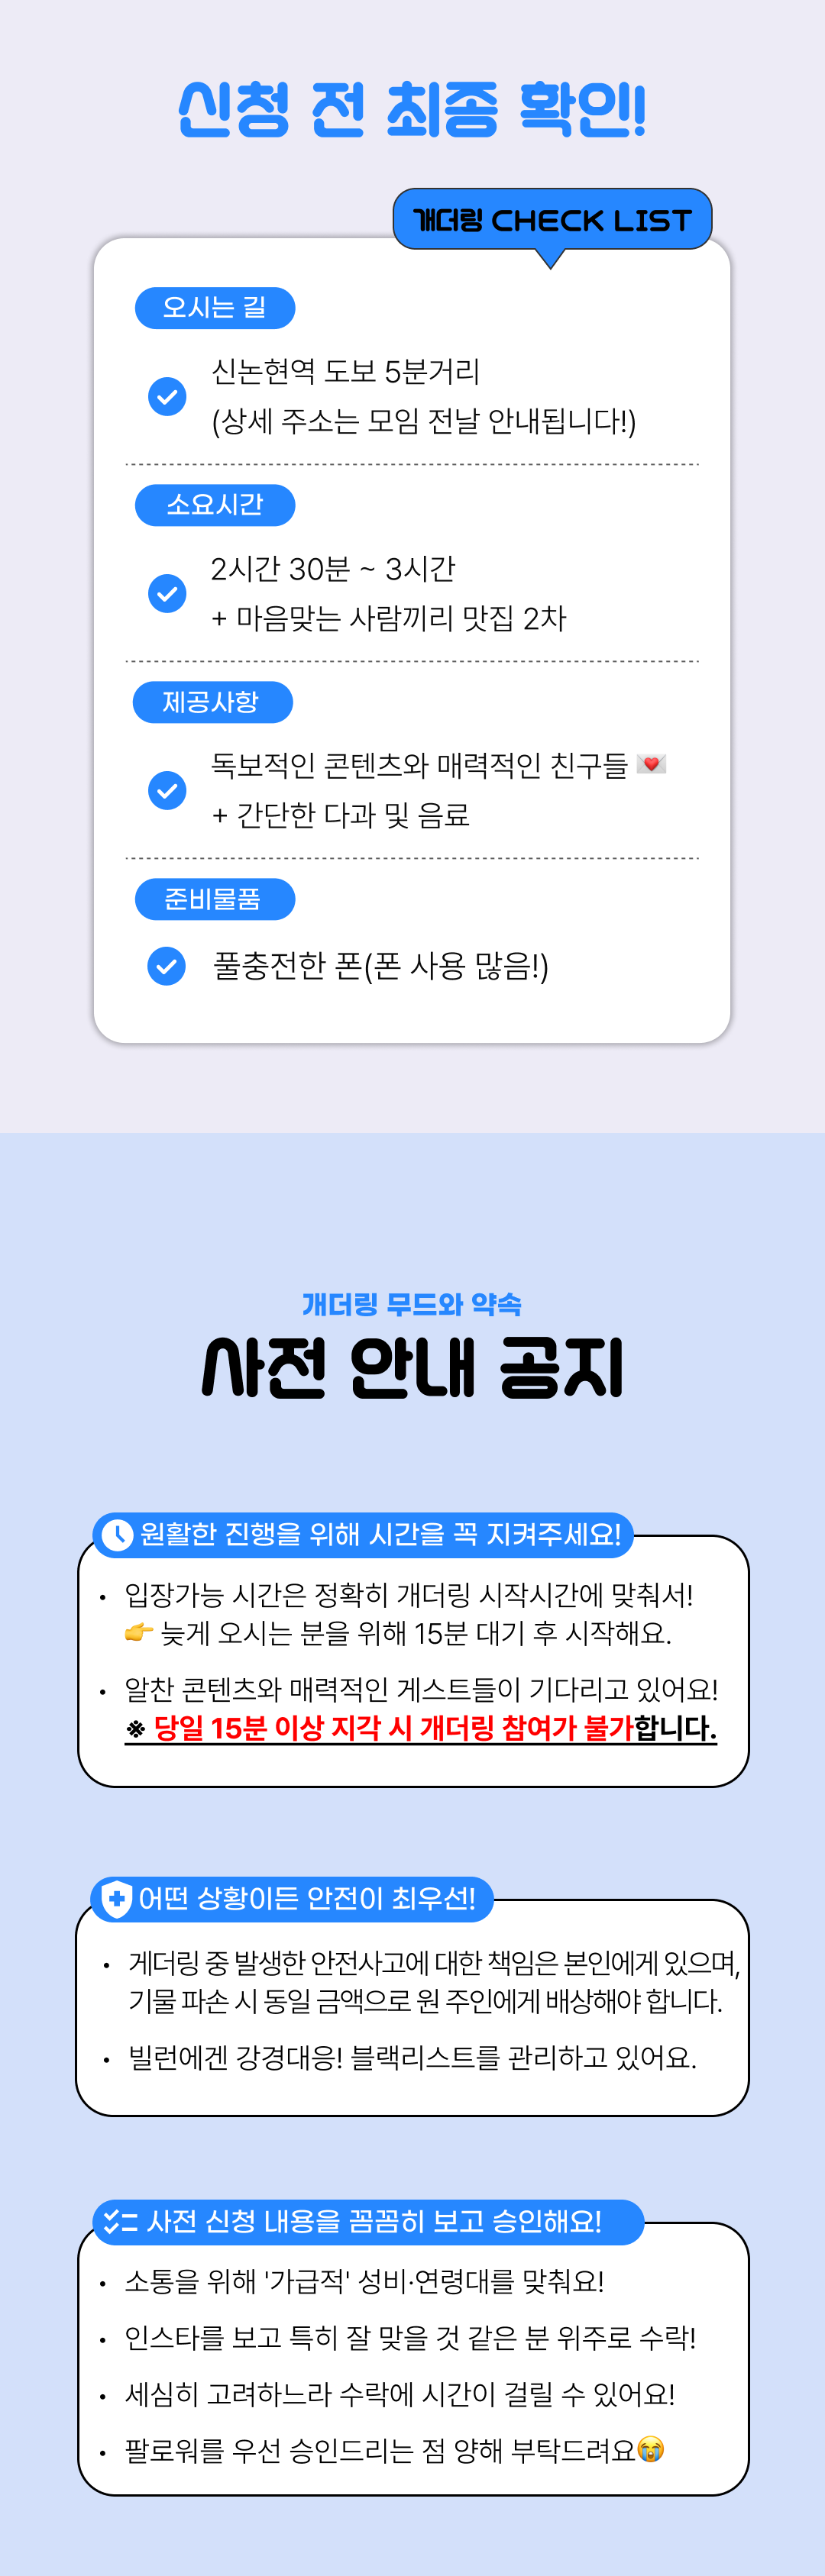 신청 전 최종 확인!
개더링 CHECK LIST
오시는 길
신논현역 도보 5분거리
(상세 주소는 모임 전날 안내됩니다!)
소요시간
2시간 30분 ~ 3시간
+ 마음맞는 사람끼리 맛집 2차
제공사항
독보적인 콘텐츠와 매력적인 친구들 💌
+ 간단한 다과 및 음료
준비물품
풀충전한 폰(폰 사용 많음!)
개더링 무드와 약속
사전 안내 공지
원활한 진행을 위해 시간을 꼭 지켜주세요!
• 입장가능 시간은 정확히 개더링 시작시간에 맞춰서!
👉 늦게 오시는 분을 위해 15분 대기 후 시작해요.
• 알찬 콘텐츠와 매력적인 게스트들이 기다리고 있어요!
※ 당일 15분 이상 지각 시 개더링 참여가 불가합니다.
어떤 상황이든 안전이 최우선!
• 게더링 중 발생한 안전사고에 대한 책임은 본인에게 있으며,
기물 파손 시 동일 금액으로 원 주인에게 배상해야 합니다.
• 빌런에겐 강경대응! 블랙리스트를 관리하고 있어요.
사전 신청 내용을 꼼꼼히 보고 승인해요!
• 소통을 위해 '가급적' 성비·연령대를 맞춰요!
• 인스타를 보고 특히 잘 맞을 것 같은 분 위주로 수락!
• 세심히 고려하느라 수락에 시간이 걸릴 수 있어요!
• 팔로워를 우선 승인드리는 점 양해 부탁드려요😭